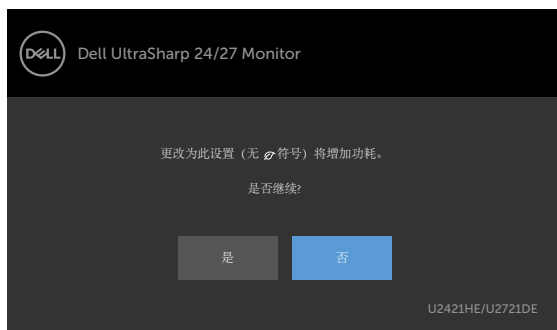 DELL
Dell UltraSharp 24/27 Monitor
更改为此设置 (无 符号) 将增加功耗。
是否继续?
是
否
U2421HE/U2721DE